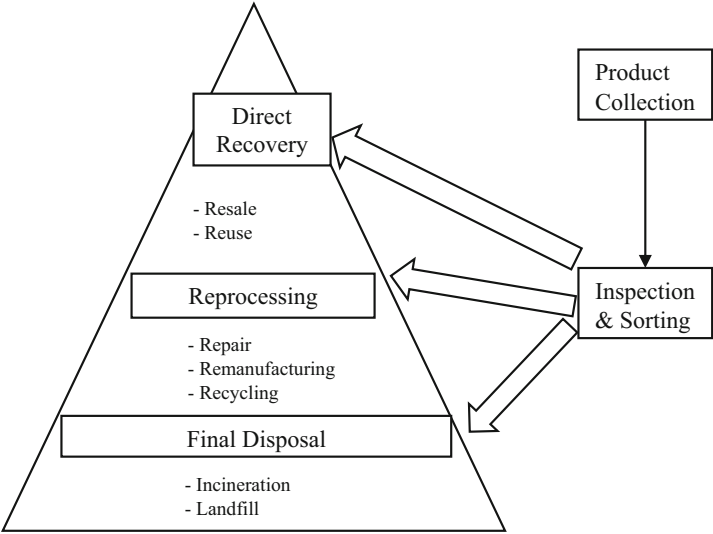 Direct
Recovery
- Resale
- Reuse
Reprocessing
- Repair
- Remanufacturing
- Recycling
Final Disposal
- Incineration
- Landfill
Product
Collection
Inspection
& Sorting